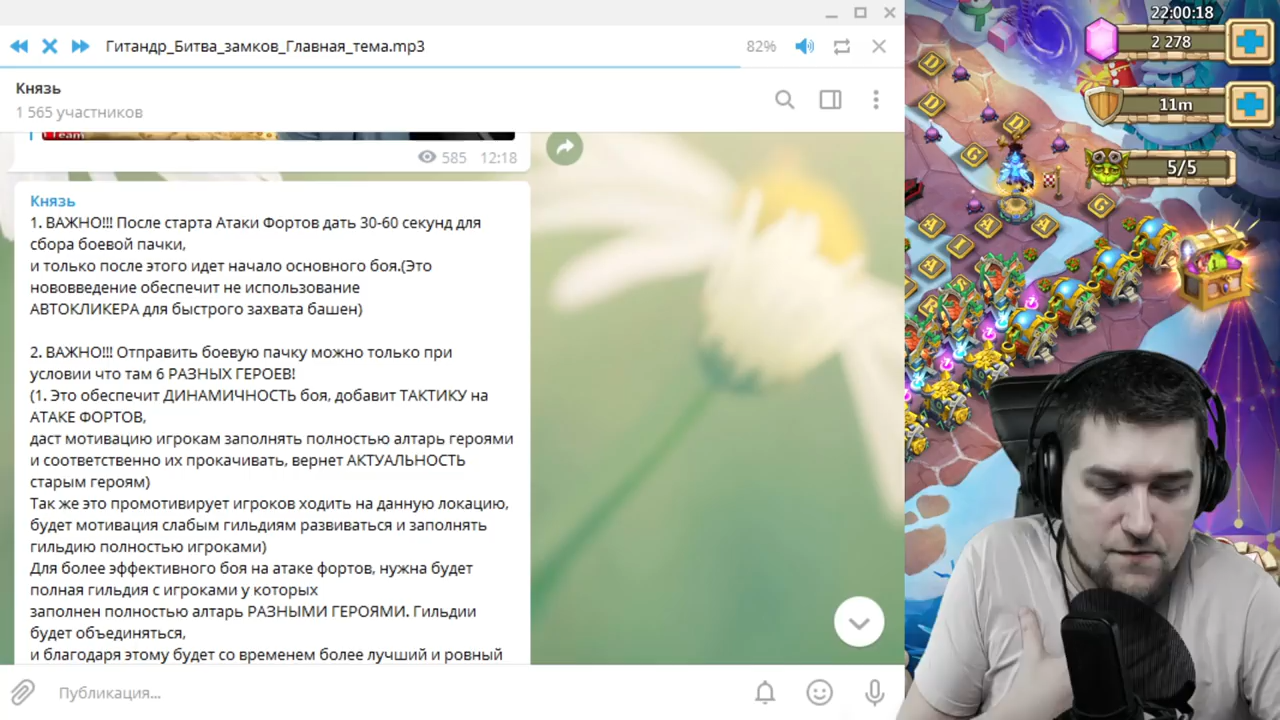 Гитандр_Битва_замков_Главная_тема.mp3
82%
Князь
1 565 участников
Team
585 12:18
Князь
1. ВАЖНО!!! После старта Атаки Фортов дать 30-60 секунд для
сбора боевой пачки,
и только после этого идет начало основного боя.(Это
нововведение обеспечит не использование
АВТОКЛИКЕРА для быстрого захвата башен)
2. ВАЖНО!!! Отправить боевую пачку можно только при
условии что там 6 РАЗНЫХ ГЕРОЕВ!
(1. Это обеспечит ДИНАМИЧНОСТЬ боя, добавит ТАКТИКУ на
АТАКЕ ФОРТОВ,
даст мотивацию игрокам заполнять полностью алтарь героями
и соответственно их прокачивать, вернет АКТУАЛЬНОСТЬ
старым героям)
Так же это промотивирует игроков ходить на данную локацию,
будет мотивация слабым гильдиям развиваться и заполнять
гильдию полностью игроками)
Для более эффективного боя на атаке фортов, нужна будет
полная гильдия с игроками у которых
заполнен полностью алтарь РАЗНЫМИ ГЕРОЯМИ. Гильдии
будет объединяться,
и благодаря этому будет со временем более лучший и ровный
Публикация...
22:00:18
2 278
11m
5/5
D
D
D
G
G
A
A
A
I
A